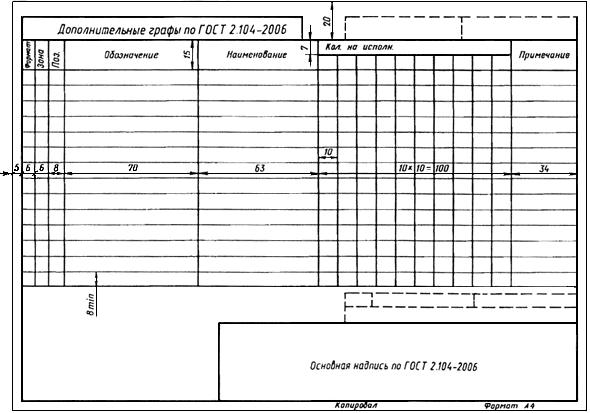 Дополнительные графы по ГОСТ 2.104-2006
20
Формат
Зона
Поз.
Обозначение
15
Наименование
7
Кол. на исполн.
Примечание
10
5 6 6 8 70 63 10×10=100 34
8 min
Основная надпись по ГОСТ 2.104-2006
Копировал Формат А4